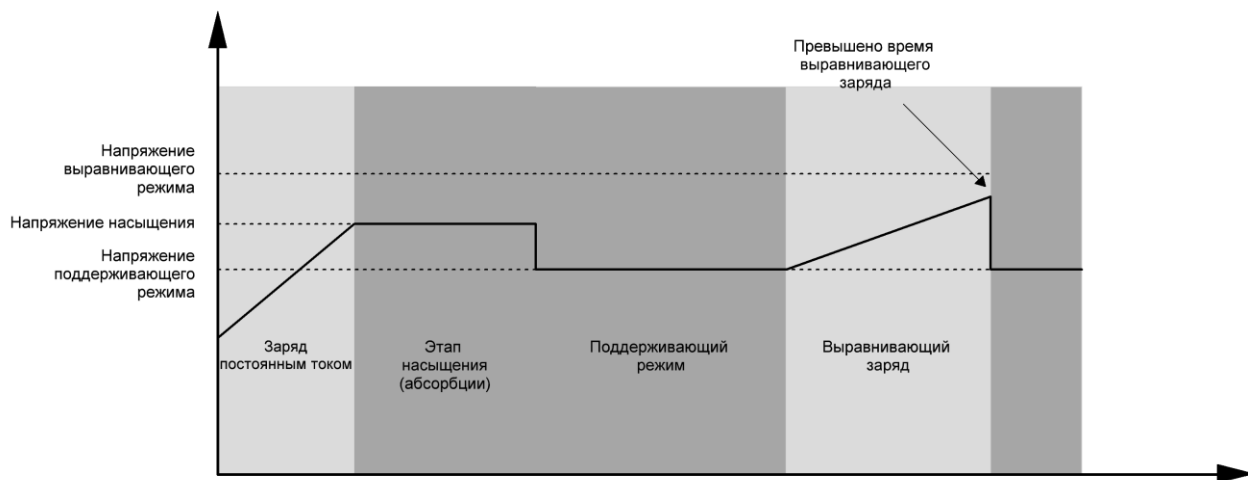 Превышено время
выравнивающего
заряда
Напряжение
выравнивающего
режима
Напряжение насыщения
Напряжение
поддерживающего
режима
Заряд
постоянным током
Этап
насыщения
(абсорбции)
Поддерживающий
режим
Выравнивающий
заряд